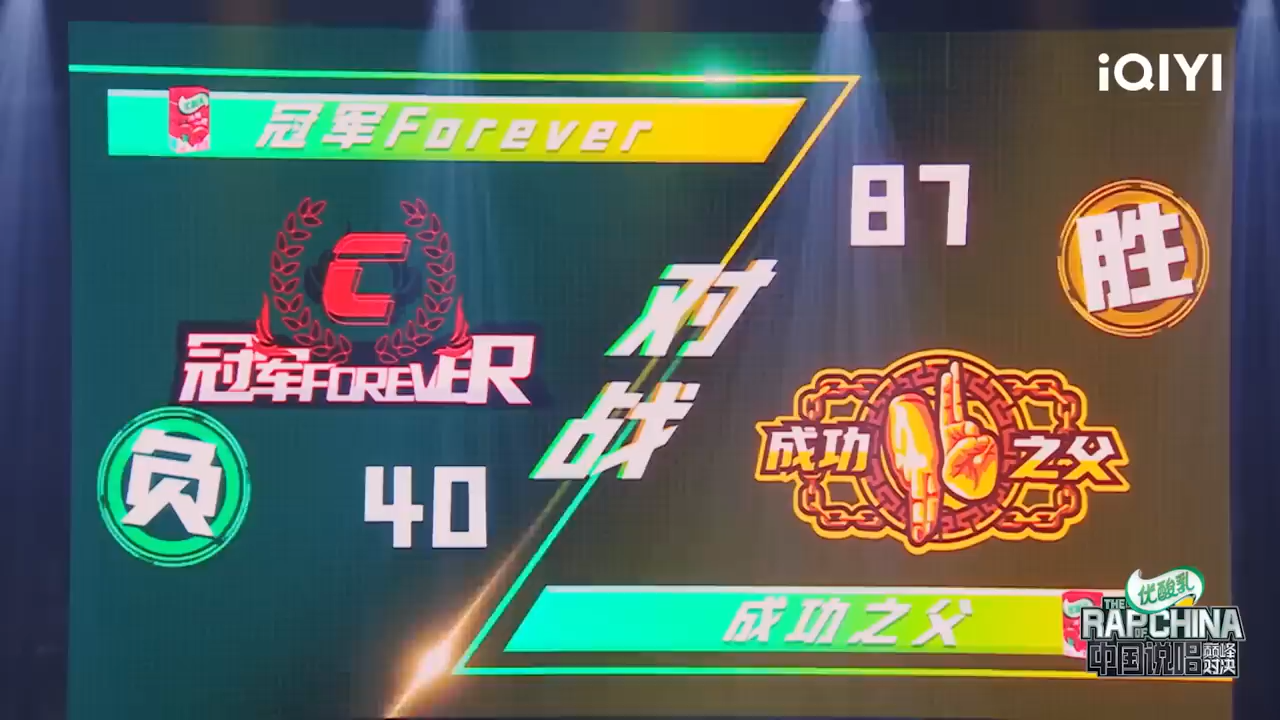 iQIYI
冠军Forever
87
胜
C
冠军FOREVER
对战
成功之父
负
40
成功之父
优酸乳
THE RAP OF CHINA
中国说唱
巅峰对决